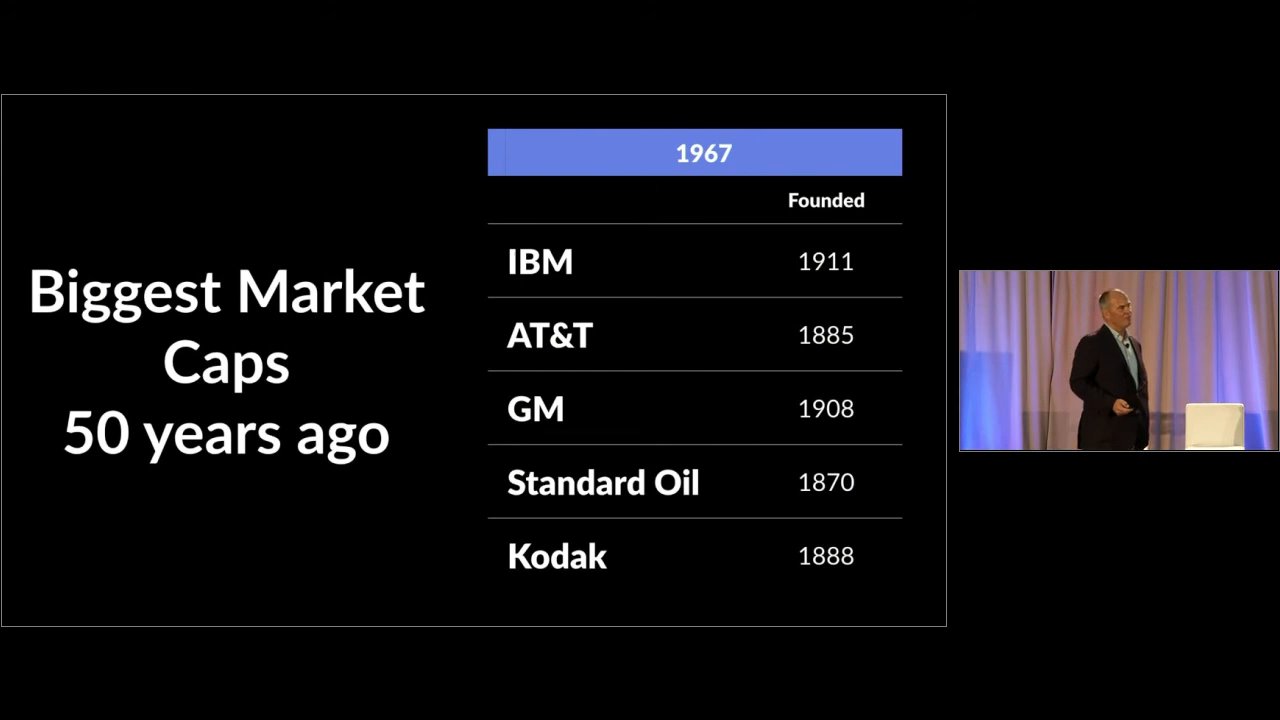 Biggest Market
Caps
50 years ago
1967
Founded
IBM 1911
AT&T 1885
GM 1908
Standard Oil 1870
Kodak 1888